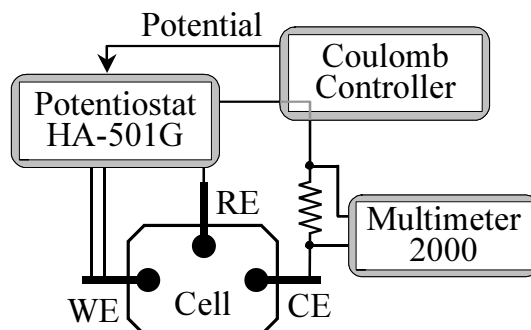 Potential
Coulomb
Controller
Potentiostat
HA-501G
RE
Multimeter
2000
WE
Cell
CE